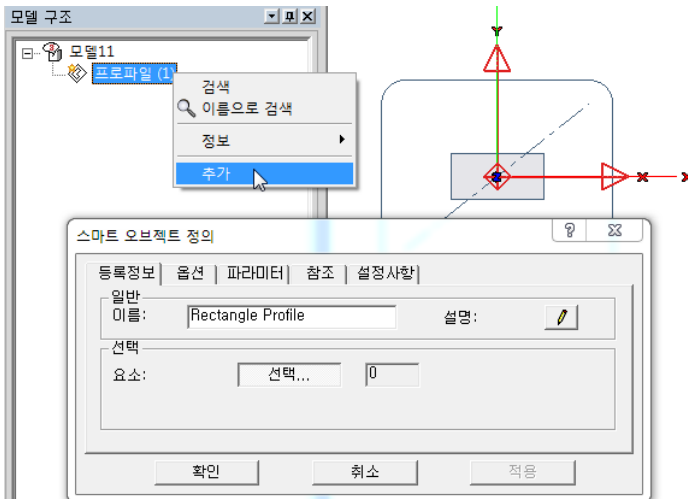 모델 구조
모델11
프로파일 (1)
검색
이름으로 검색
정보
추가
Y
X
X
스마트 오브젝트 정의
등록정보 옵션 파라미터 참조 설정사항
일반
이름: Rectangle Profile 설명:
선택
요소: 선택... 0
확인 취소 적용